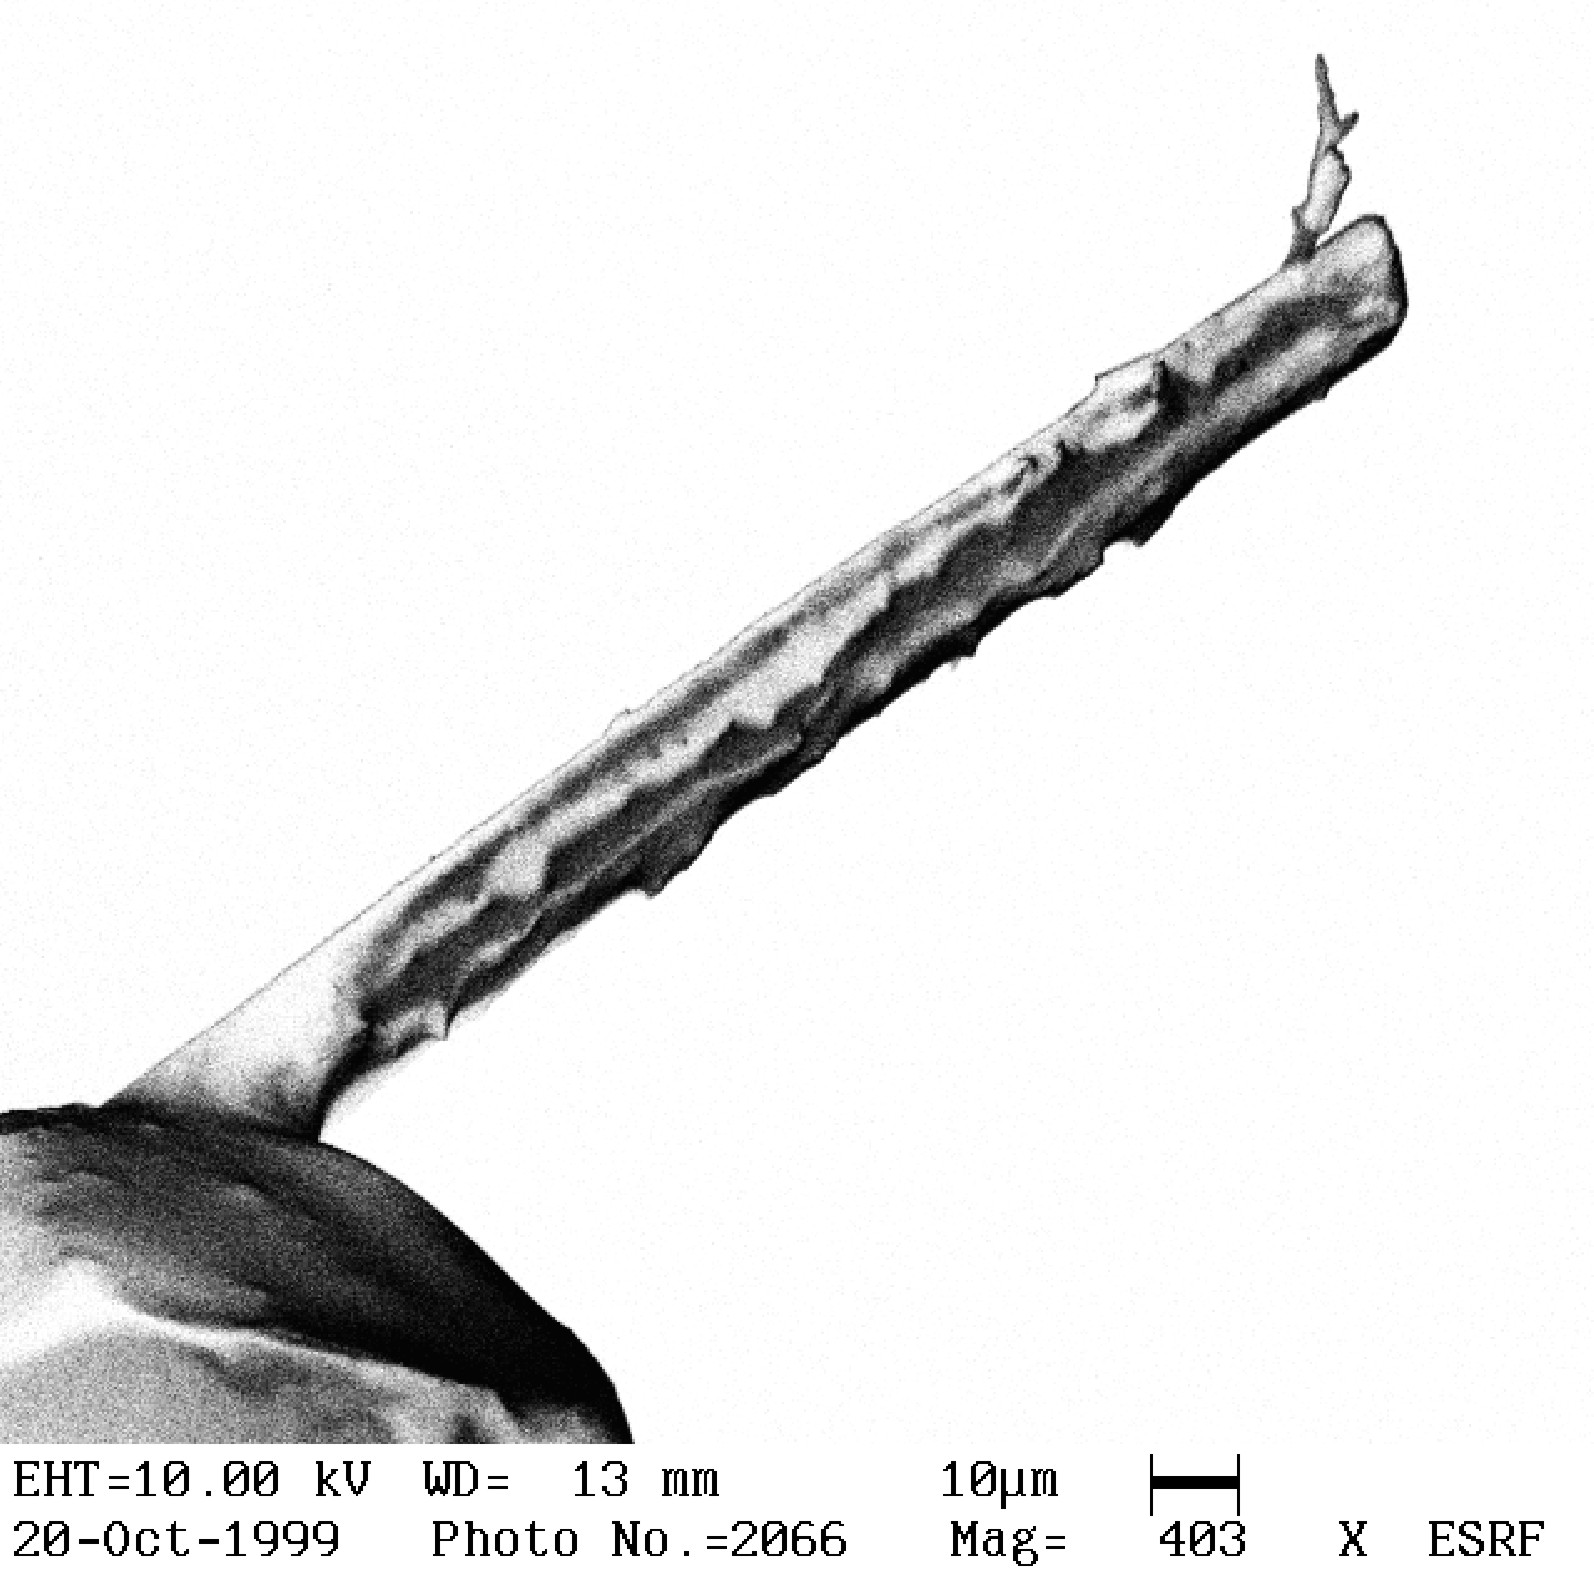 EHT=10.00 kV WD= 13 mm 10µm
20-Oct-1999 Photo No.=2066 Mag= 403 X ESRF